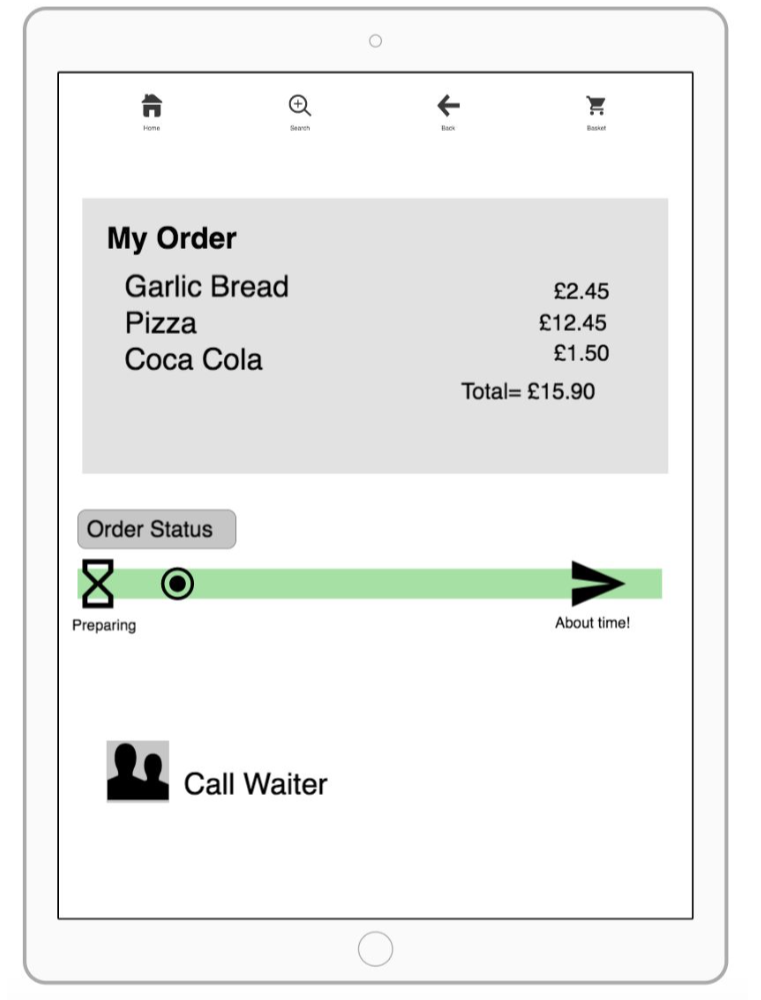 Home
Search
Back
Basket
My Order
Garlic Bread £2.45
Pizza £12.45
Coca Cola £1.50
Total= £15.90
Order Status
Preparing
About time!
Call Waiter